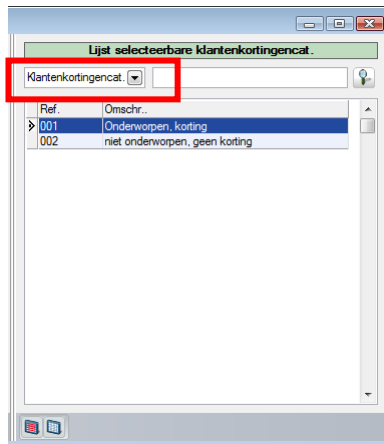 Lijst selecteerbare klantenkortingencat.
Klantenkortingencat.
Ref. Omschr..
001 Onderworpen, korting
002 niet onderworpen, geen korting